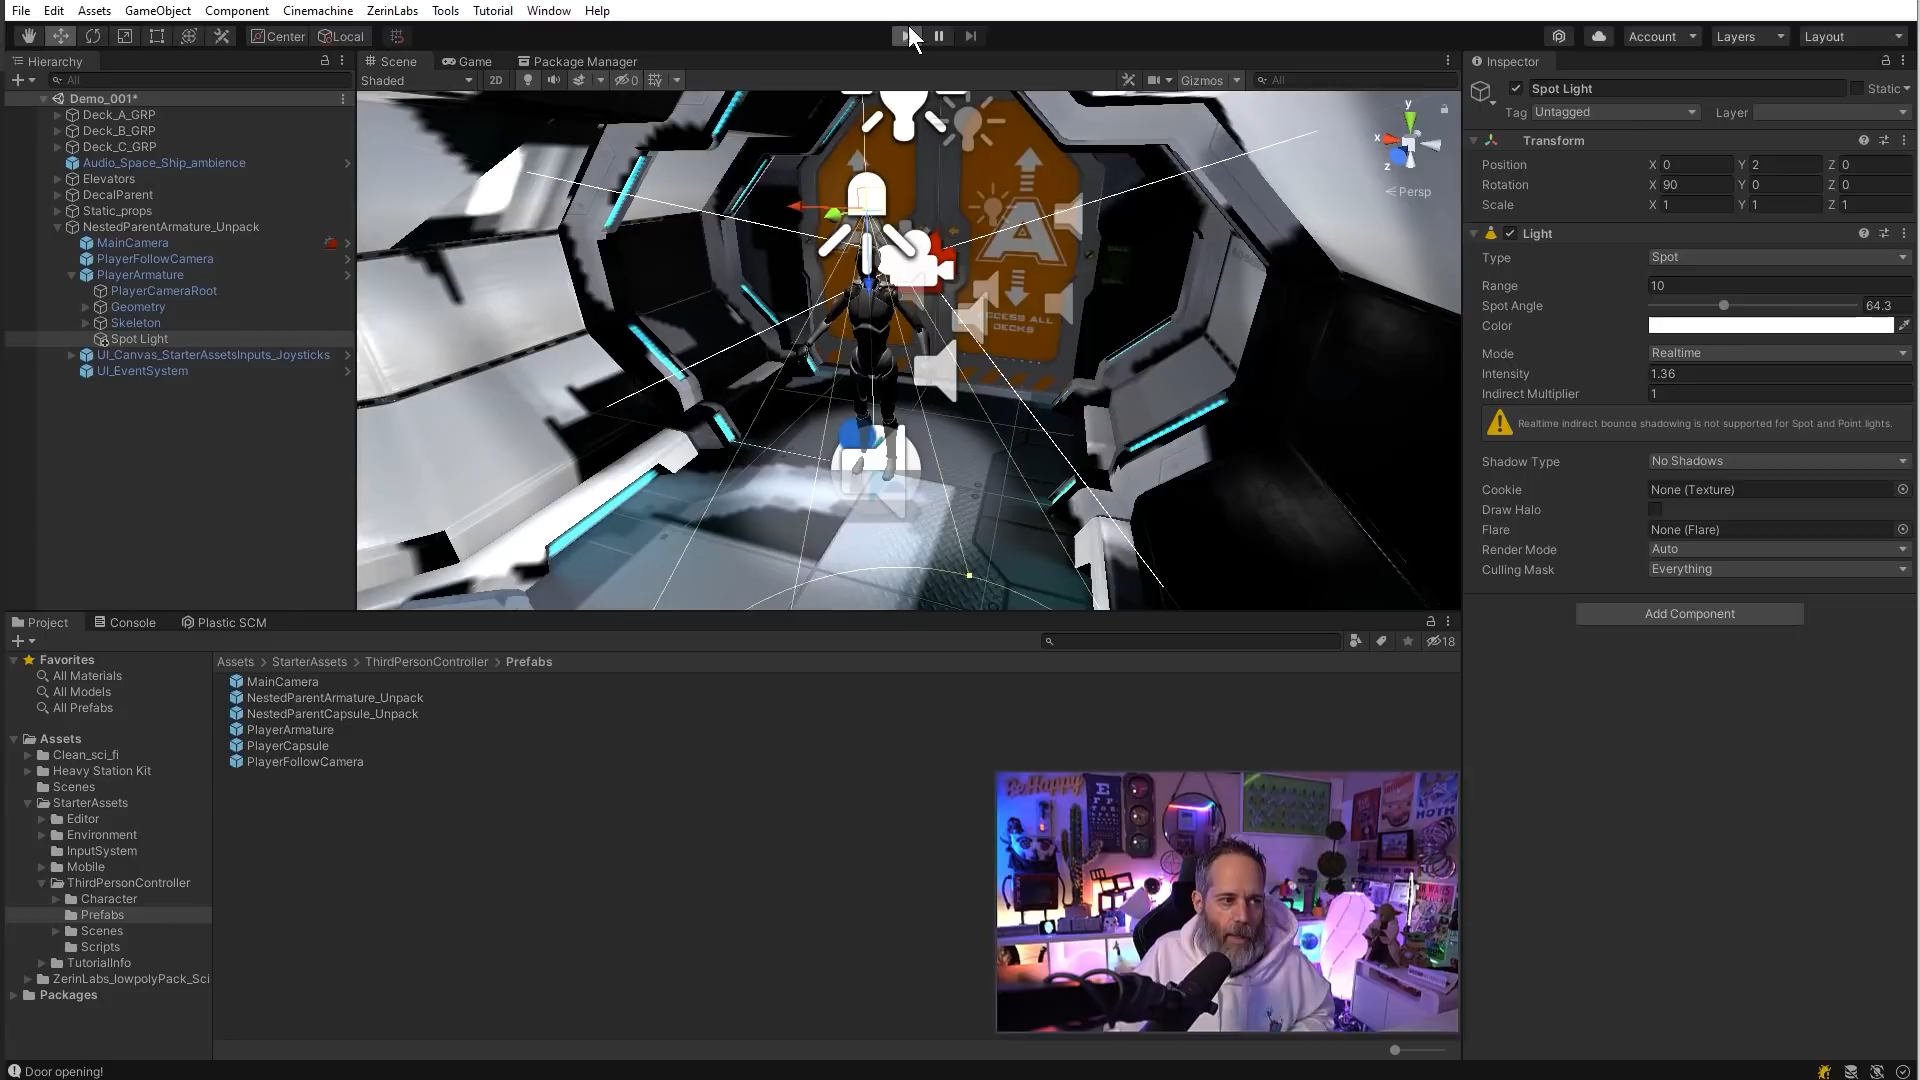 File Edit Assets GameObject Component Cinemachine ZerinLabs Tools Tutorial Window Help
Center Local Account Layers Layout
Hierarchy Scene Game Package Manager Inspector
All Shaded 2D 0 Gizmos All
Demo_001*
Deck_A_GRP
Deck_B_GRP
Deck_C_GRP
Audio_Space_Ship_ambience
Elevators
DecalParent
Static_props
NestedParentArmature_Unpack
MainCamera
PlayerFollowCamera
PlayerArmature
PlayerCameraRoot
Geometry
Skeleton
Spot Light
UI_Canvas_StarterAssetsInputs_Joysticks
UI_EventSystem
y
x
z
Persp
A
ACCESS ALL
DECKS
Spot Light Static
Tag Untagged Layer
Transform
Position X 0 Y 2 Z 0
Rotation X 90 Y 0 Z 0
Scale X 1 Y 1 Z 1
Light
Type Spot
Range 10
Spot Angle 64.3
Color
Mode Realtime
Intensity 1.36
Indirect Multiplier 1
Realtime indirect bounce shadowing is not supported for Spot and Point lights.
Shadow Type No Shadows
Cookie None (Texture)
Draw Halo
Flare None (Flare)
Render Mode Auto
Culling Mask Everything
Add Component
Project Console Plastic SCM
18
Favorites
All Materials
All Models
All Prefabs
Assets
Clean_sci_fi
Heavy Station Kit
Scenes
StarterAssets
Editor
Environment
InputSystem
Mobile
ThirdPersonController
Character
Prefabs
Scenes
Scripts
TutorialInfo
ZerinLabs_lowpolyPack_Sci
Packages
Assets > StarterAssets > ThirdPersonController > Prefabs
MainCamera
NestedParentArmature_Unpack
NestedParentCapsule_Unpack
PlayerArmature
PlayerCapsule
PlayerFollowCamera
BeHappy
E
HOTH
Door opening!